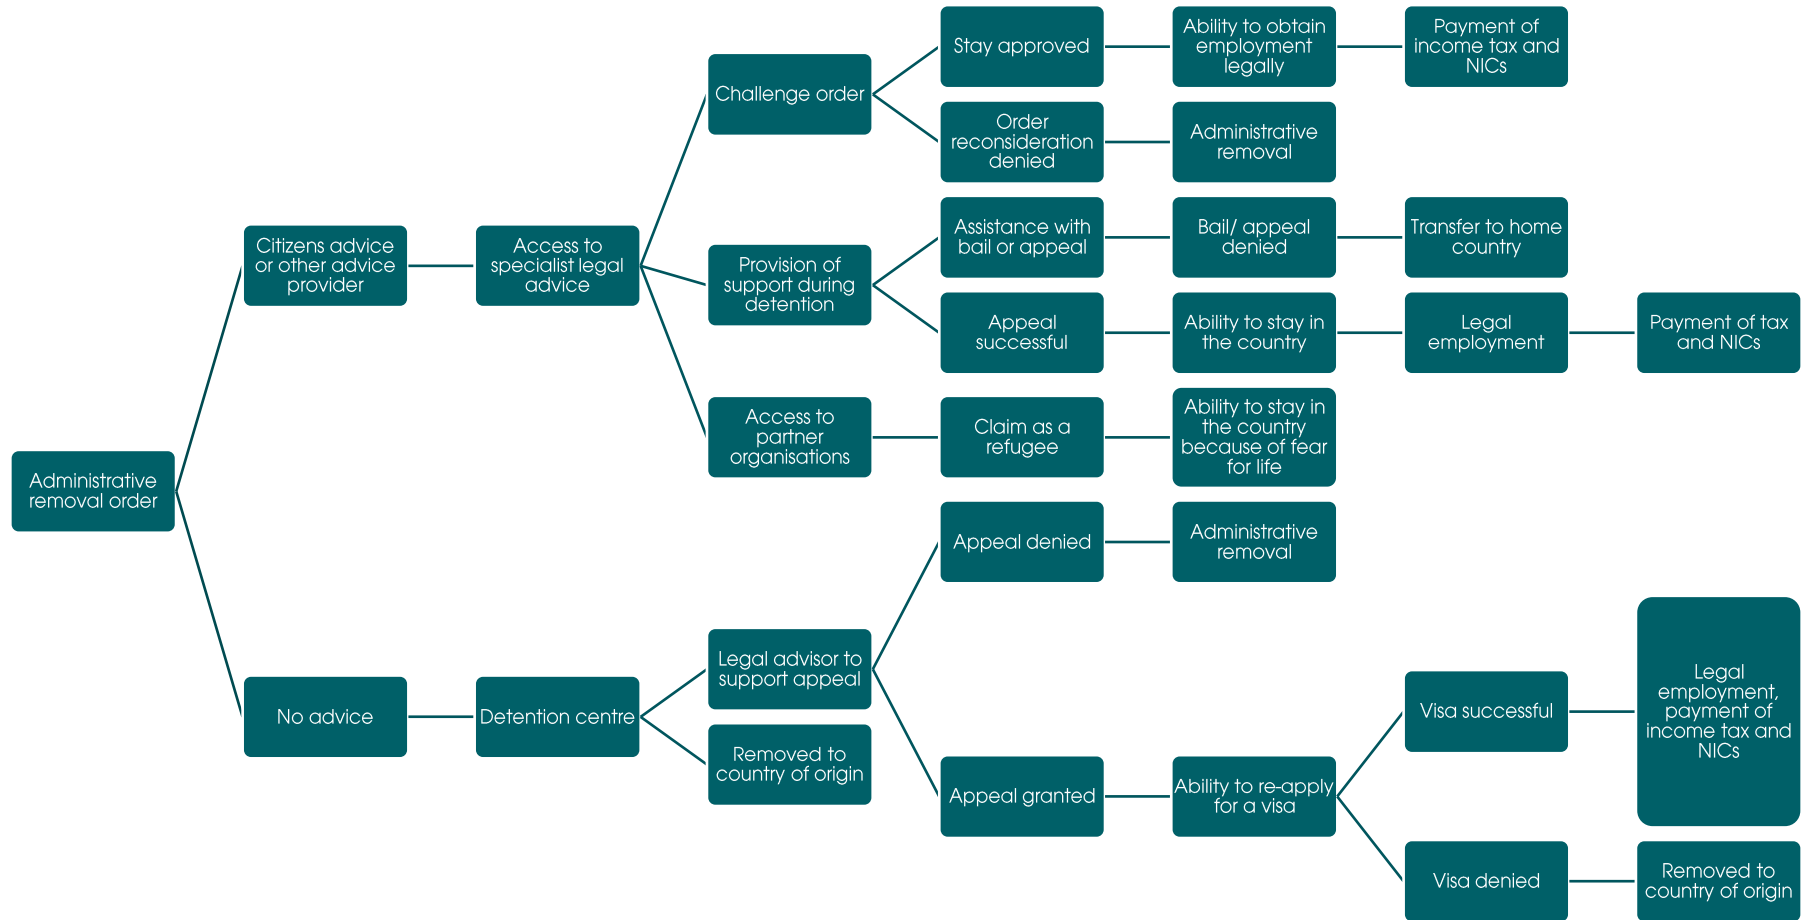 Administrative
removal order
Citizens advice
or other advice
provider
Access to
specialist legal
advice
Challenge order
Stay approved
Ability to obtain
employment
legally
Payment of
income tax and
NICs
Order
reconsideration
denied
Administrative
removal
Provision of
support during
detention
Assistance with
bail or appeal
Bail/ appeal
denied
Transfer to home
country
Appeal
successful
Ability to stay in
the country
Legal
employment
Payment of tax
and NICs
Access to
partner
organisations
Claim as a
refugee
Ability to stay in
the country
because of fear
for life
No advice
Detention centre
Legal advisor to
support appeal
Appeal denied
Administrative
removal
Appeal granted
Ability to re-apply
for a visa
Visa successful
Legal
employment,
payment of
income tax and
NICs
Visa denied
Removed to
country of origin
Removed to
country of origin